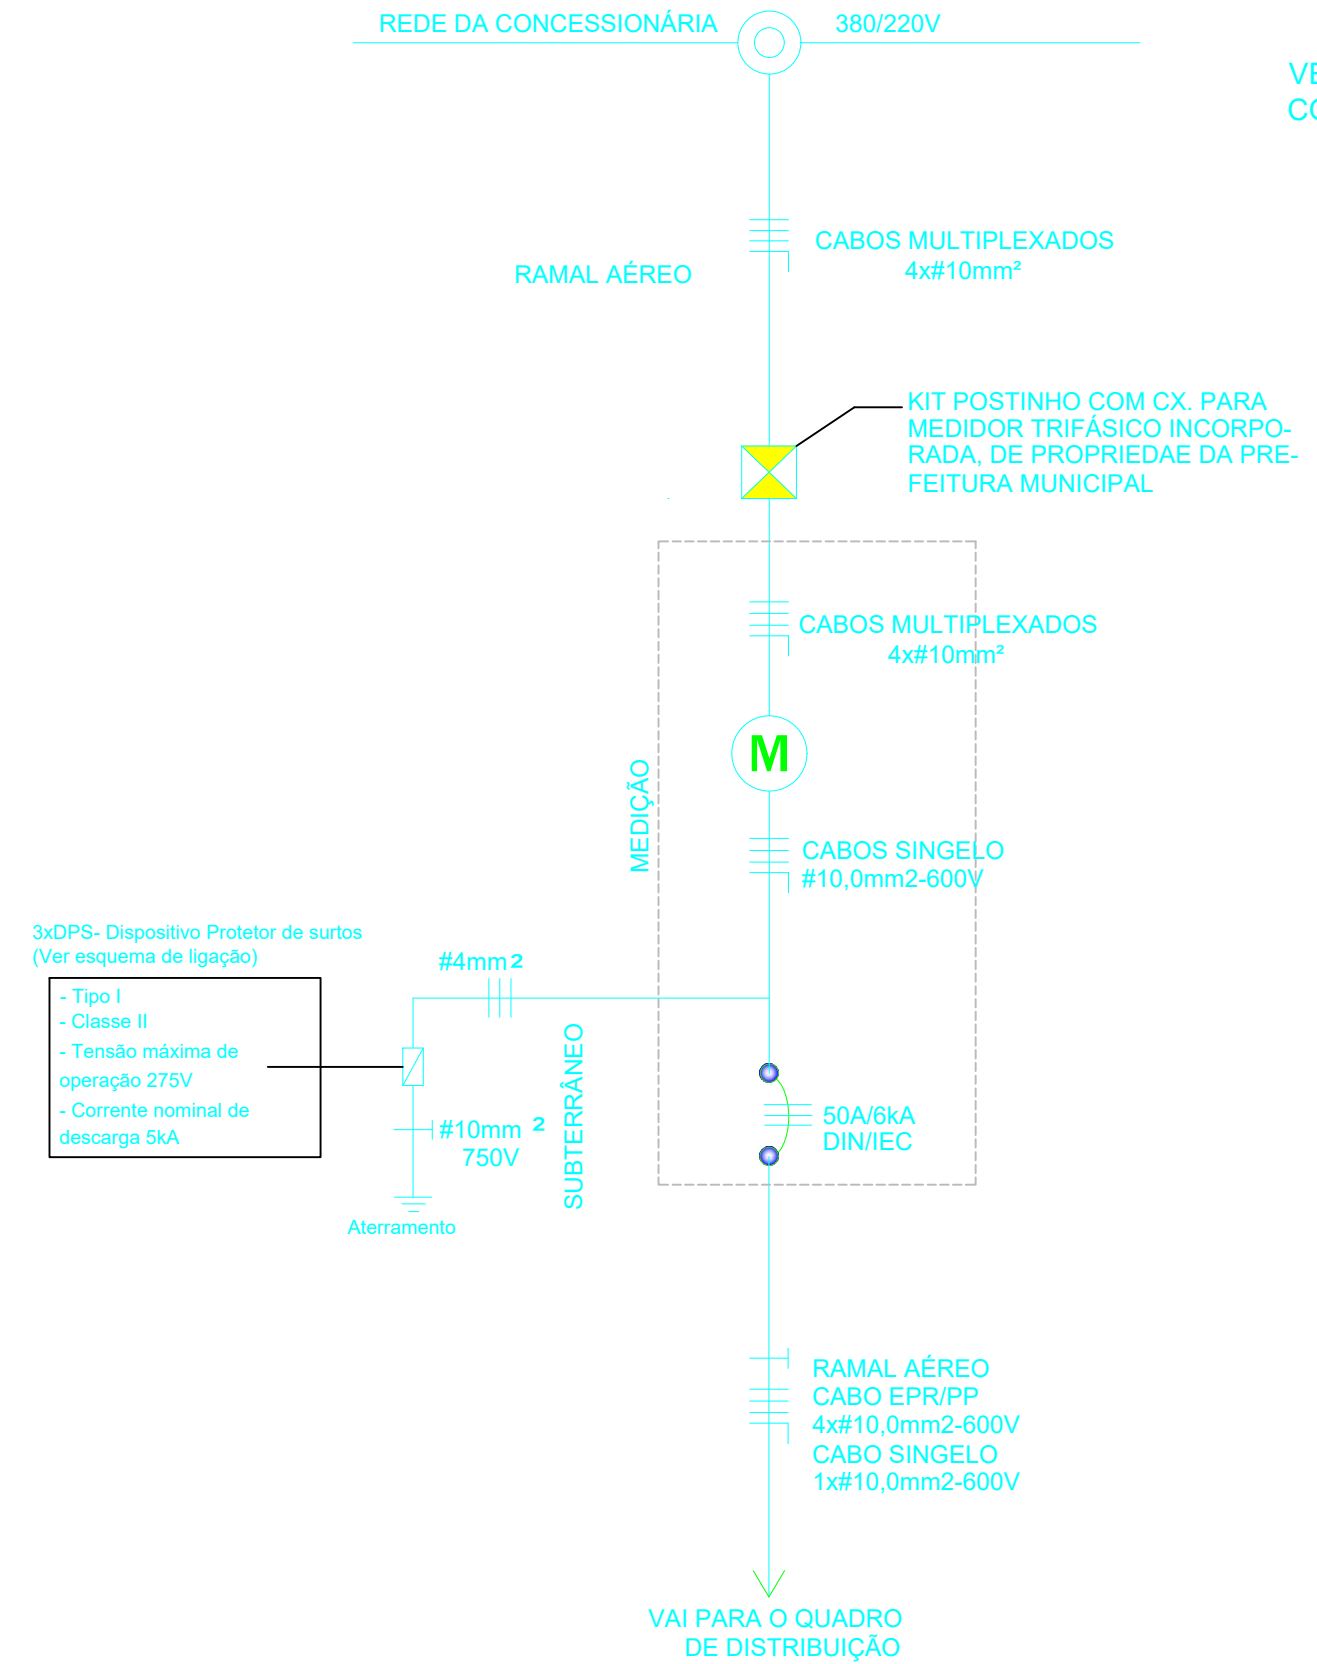 REDE DA CONCESSIONÁRIA
380/220V
VE
CO
CABOS MULTIPLEXADOS
4x#10mm²
RAMAL AÉREO
KIT POSTINHO COM CX. PARA
MEDIDOR TRIFÁSICO INCORPO-
RADA, DE PROPRIEDAE DA PRE-
FEITURA MUNICIPAL
CABOS MULTIPLEXADOS
4x#10mm²
M
MEDIÇÃO
CABOS SINGELO
#10,0mm2-600V
3xDPS- Dispositivo Protetor de surtos
(Ver esquema de ligação)
- Tipo I
- Classe II
- Tensão máxima de
operação 275V
- Corrente nominal de
descarga 5kA
#4mm²
SUBTERRÂNEO
#10mm ²
750V
Aterramento
50A/6kA
DIN/IEC
RAMAL AÉREO
CABO EPR/PP
4x#10,0mm2-600V
CABO SINGELO
1x#10,0mm2-600V
VAI PARA O QUADRO
DE DISTRIBUIÇÃO